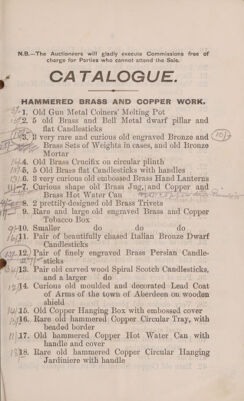 N.B.—The Auctioneers will gladly execute Commissions free of
charge for Parties who cannot attend the Sale.
CATALOGUE.
HAMMERED BRASS AND COPPER WORK.
1. Old Gun Metal Coiners' Melting Pot
2. 5 old Brass and Bell Metal dwarf pillar and
flat Candlesticks
3. 3 very rare and curious old engraved Bronze and
Brass Sets of Weights in cases, and old Bronze
Mortar
4. Old Brass Crucifix on circular plinth
5. 5 Old Brass flat Candlesticks with handles
6. 3 very curious old embossed Brass Hand Lanterns
7. Curious shape old Brass Jug, and Copper and
Brass Hot Water Can
8. 2 prettily-designed old Brass Trivets
9. Rare and large old engraved Brass and Copper
Tobacco Box
10. Smaller do do do
11. Pair of beautifully chased Italian Bronze Dwarf
Candlesticks
12. Pair of finely engraved Brass Persian Candle-
sticks
13. Pair old carved wood Spiral Scotch Candlesticks,
and a larger do
14. Curious old moulded and decorated Lead Coat
of Arms of the town of Aberdeen on wooden
shield
15. Old Copper Hanging Box with embossed cover
16. Rare old hammered Copper Circular Tray, with
beaded border
17. Old hammered Copper Hot Water Can with
handle and cover
18. Rare old hammered Copper Circular Hanging
Jardiniere with handle